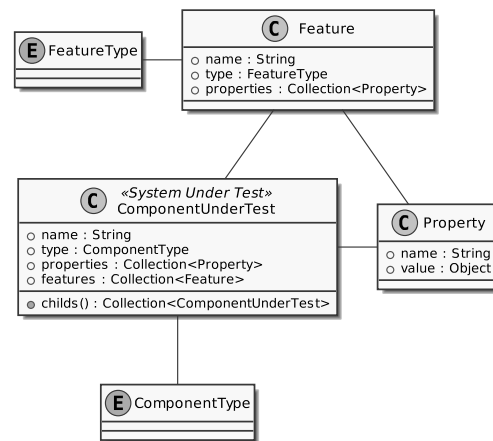 E FeatureType
C Feature
name : String
type : FeatureType
properties : Collection<Property>
«System Under Test»
C ComponentUnderTest
name : String
type : ComponentType
properties : Collection<Property>
features : Collection<Feature>
childs() : Collection<ComponentUnderTest>
C Property
name : String
value : Object
E ComponentType